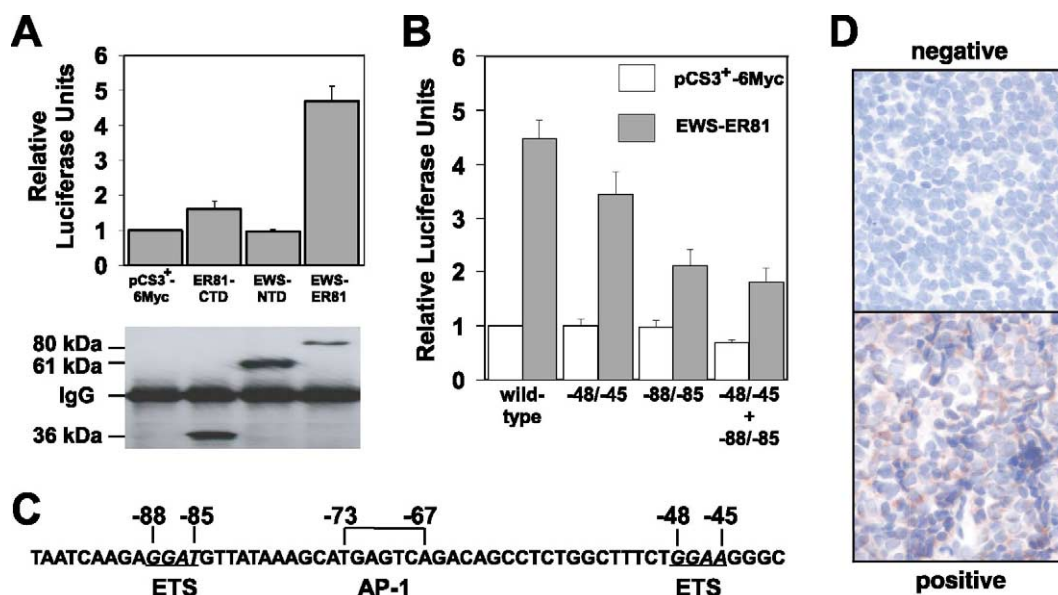 A
Relative
Luciferase Units
6
5
4
3
2
1
0
pCS3+-
6Myc
ER81-
CTD
EWS-
NTD
EWS-
ER81
80 kDa
61 kDa
IgG
36 kDa
B
Relative Luciferase Units
6
5
4
3
2
1
0
pCS3+-6Myc
EWS-ER81
wild-
type
-48/-45
-88/-85
-48/-45
+
-88/-85
C
-88 -85 -73 -67 -48 -45
TAATCAAGAGGATGTTATAAAGCATGAGTCAGACAGCCTCTGGCTTTCTGGAAGGGC
ETS AP-1 ETS
D
negative
positive